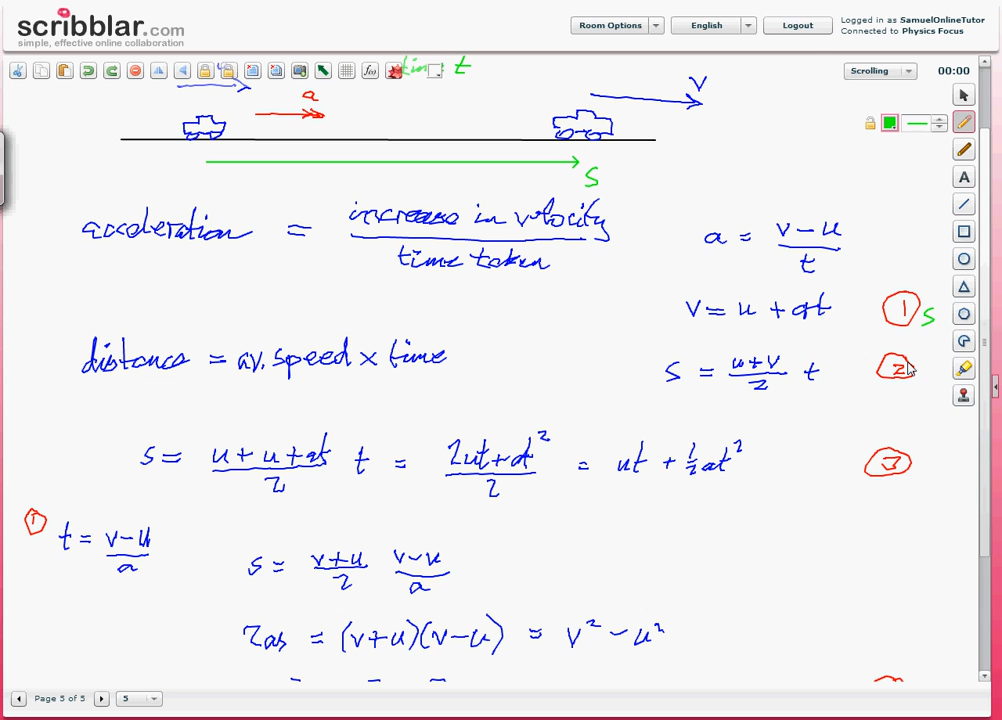 scribblar.com
simple, effective online collaboration
Room Options
English
Logout
Logged in as SamuelOnlineTutor
Connected to Physics Focus
f(x)
t
Scrolling
00:00
a
v
s
A
acceleration = increase in velocity / time taken
a = v - u / t
v = u + at
1 s
distance = av. speed x time
s = u + v / 2 t
2
s = u + u + at / 2 t = 2ut + at² / 2 = ut + ½at²
3
1
t = v - u / a
s = v + u / 2 v - u / a
2as = (v+u)(v-u) = v² - u²
Page 5 of 5
5